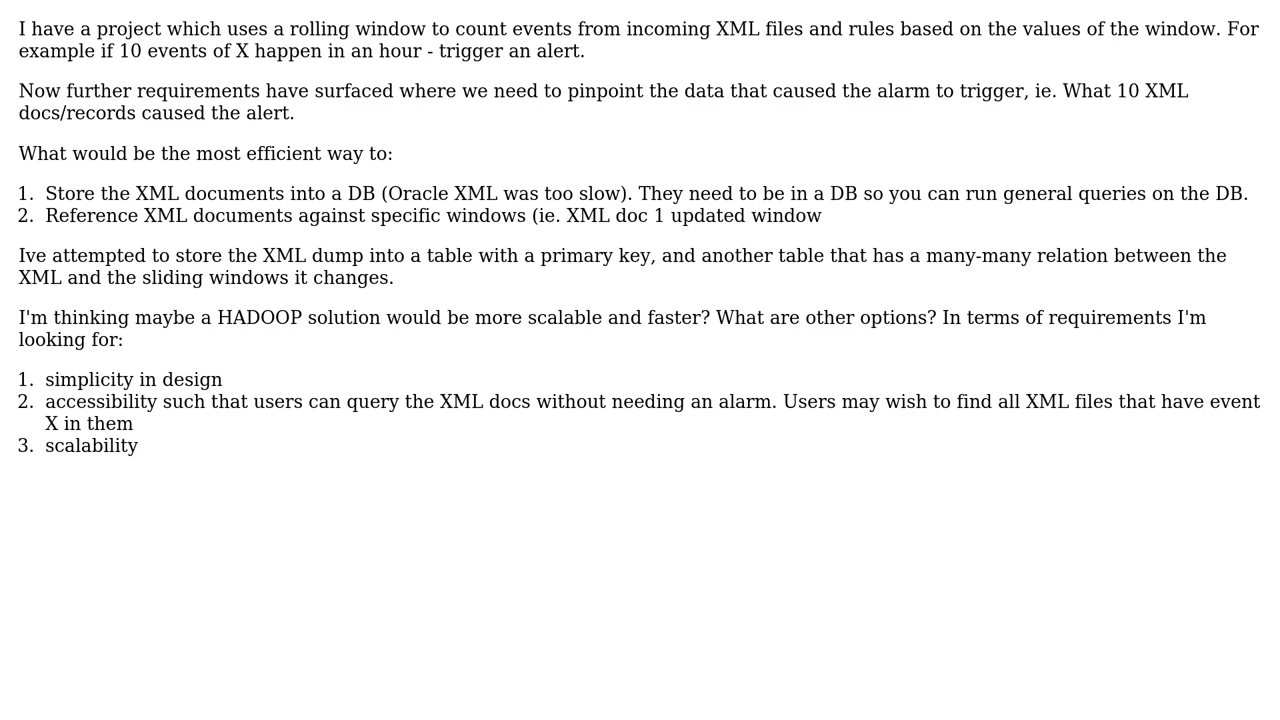 I have a project which uses a rolling window to count events from incoming XML files and rules based on the values of the window. For
example if 10 events of X happen in an hour - trigger an alert.
Now further requirements have surfaced where we need to pinpoint the data that caused the alarm to trigger, ie. What 10 XML
docs/records caused the alert.
What would be the most efficient way to:
1. Store the XML documents into a DB (Oracle XML was too slow). They need to be in a DB so you can run general queries on the DB.
2. Reference XML documents against specific windows (ie. XML doc 1 updated window
Ive attempted to store the XML dump into a table with a primary key, and another table that has a many-many relation between the
XML and the sliding windows it changes.
I'm thinking maybe a HADOOP solution would be more scalable and faster? What are other options? In terms of requirements I'm
looking for:
1. simplicity in design
2. accessibility such that users can query the XML docs without needing an alarm. Users may wish to find all XML files that have event
X in them
3. scalability